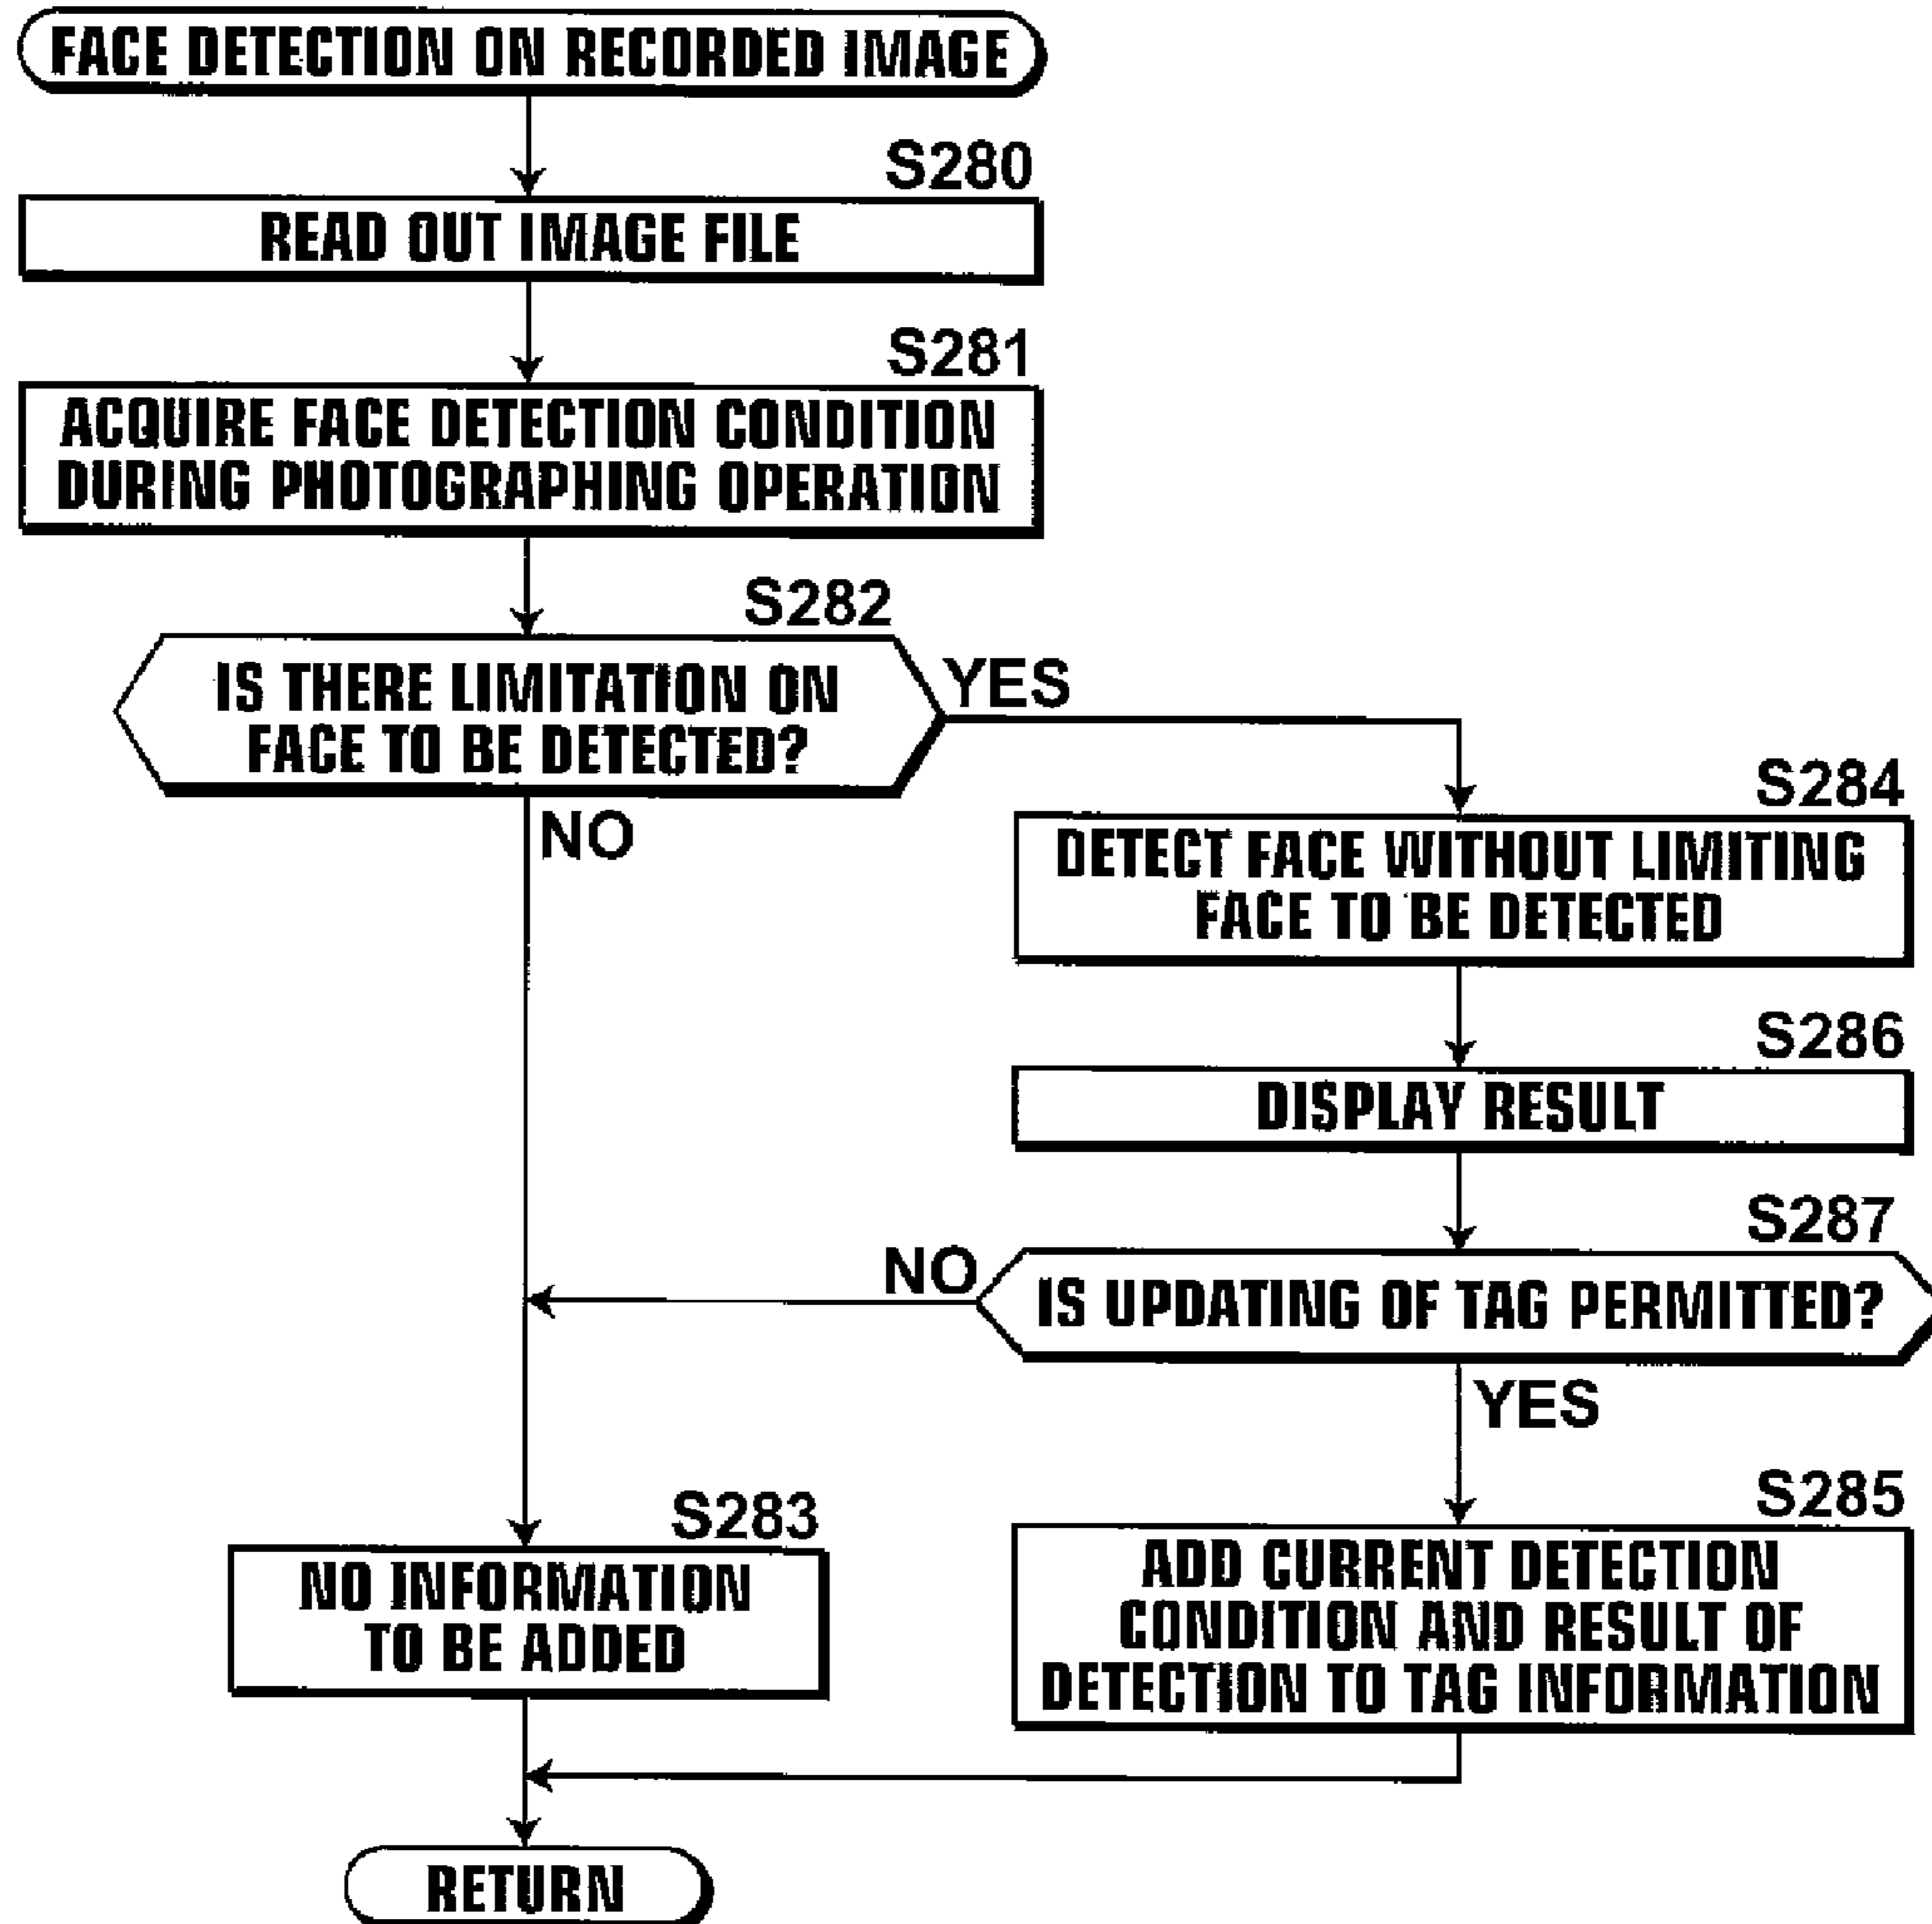 FACE DETECTION ON RECORDED IMAGE
S280
READ OUT IMAGE FILE
S281
ACQUIRE FACE DETECTION CONDITION
DURING PHOTOGRAPHING OPERATION
S282
IS THERE LIMITATION ON
FACE TO BE DETECTED?
YES
NO
S284
DETECT FACE WITHOUT LIMITING
FACE TO BE DETECTED
S286
DISPLAY RESULT
S287
IS UPDATING OF TAG PERMITTED?
NO
YES
S283
NO INFORMATION
TO BE ADDED
S285
ADD CURRENT DETECTION
CONDITION AND RESULT OF
DETECTION TO TAG INFORMATION
RETURN